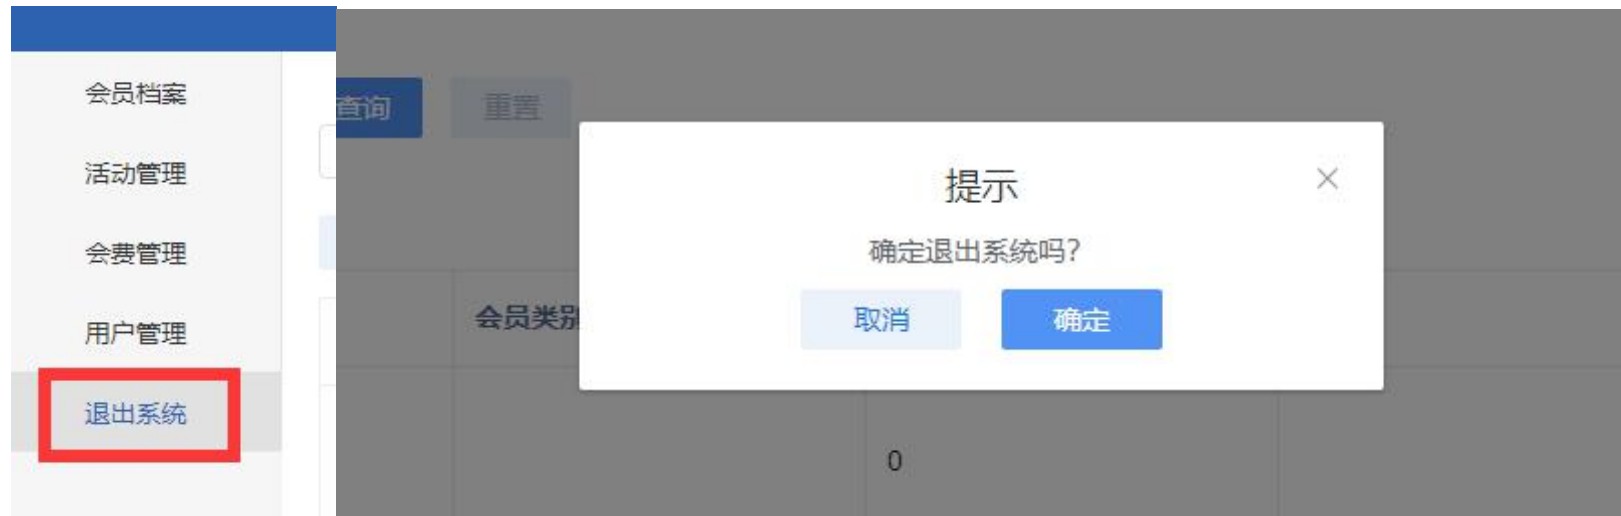 会员档案
活动管理
会费管理
用户管理
退出系统
查询
重置
提示
确定退出系统吗?
取消
确定
会员类别
0